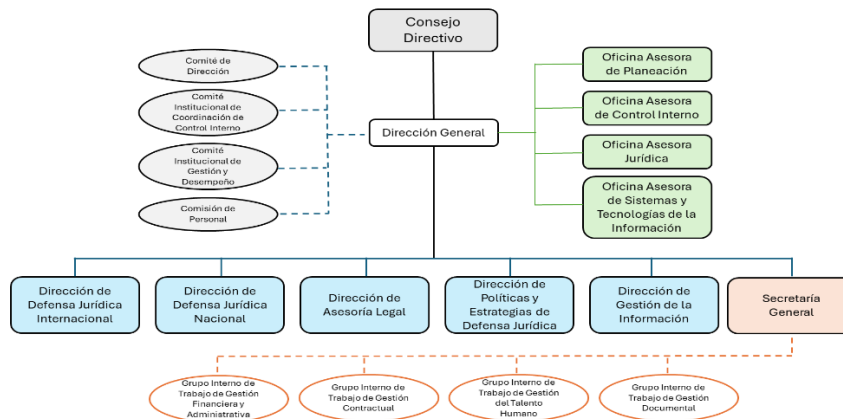 Consejo
Directivo
Comité de
Dirección
Comité
Institucional de
Coordinación de
Control Interno
Comité
Institucional de
Gestión y
Desempeño
Comisión de
Personal
Dirección General
Oficina Asesora
de Planeación
Oficina Asesora
de Control Interno
Oficina Asesora
Jurídica
Oficina Asesora
de Sistemas y
Tecnologías de la
Información
Dirección de
Defensa Jurídica
Internacional
Dirección de
Defensa Jurídica
Nacional
Dirección de
Asesoría Legal
Dirección de
Políticas y
Estrategias de
Defensa Jurídica
Dirección de
Gestión de la
Información
Secretaría
General
Grupo Interno de
Trabajo de Gestión
Financiera y
Administrativa
Grupo Interno de
Trabajo de Gestión
Contractual
Grupo Interno de
Trabajo de Gestión
del Talento
Humano
Grupo Interno de
Trabajo de Gestión
Documental